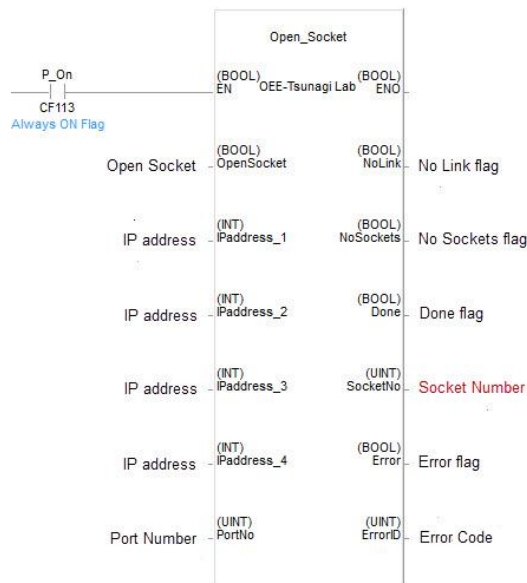 Open_Socket
P_On
(BOOL) (BOOL)
EN OEE-Tsunagi Lab ENO
CF113
Always ON Flag
(BOOL) (BOOL)
Open Socket OpenSocket NoLink No Link flag
(INT) (BOOL)
IP address IPaddress_1 NoSockets No Sockets flag
(INT) (BOOL)
IP address IPaddress_2 Done Done flag
(INT) (UINT)
IP address IPaddress_3 SocketNo Socket Number
(INT) (BOOL)
IP address IPaddress_4 Error Error flag
(UINT) (UINT)
Port Number PortNo ErrorID Error Code